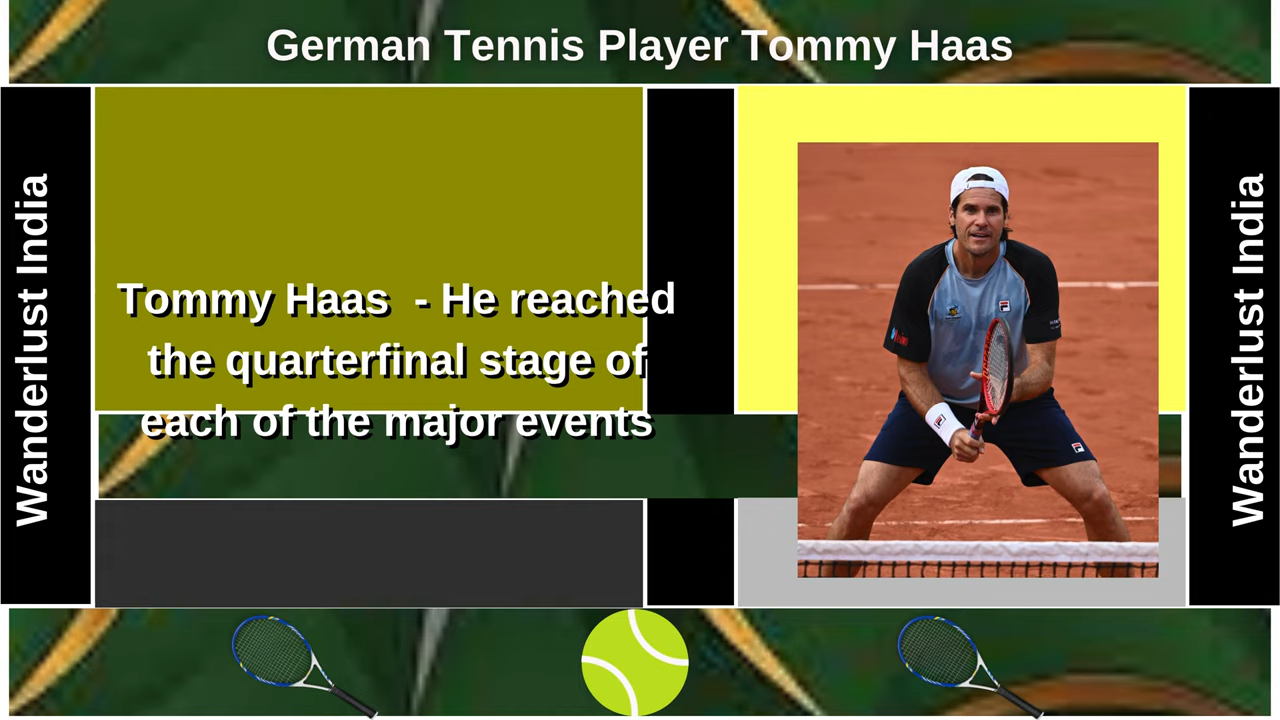 German Tennis Player Tommy Haas
Wanderlust India
Tommy Haas - He reached
the quarterfinal stage of
each of the major events
Wanderlust India